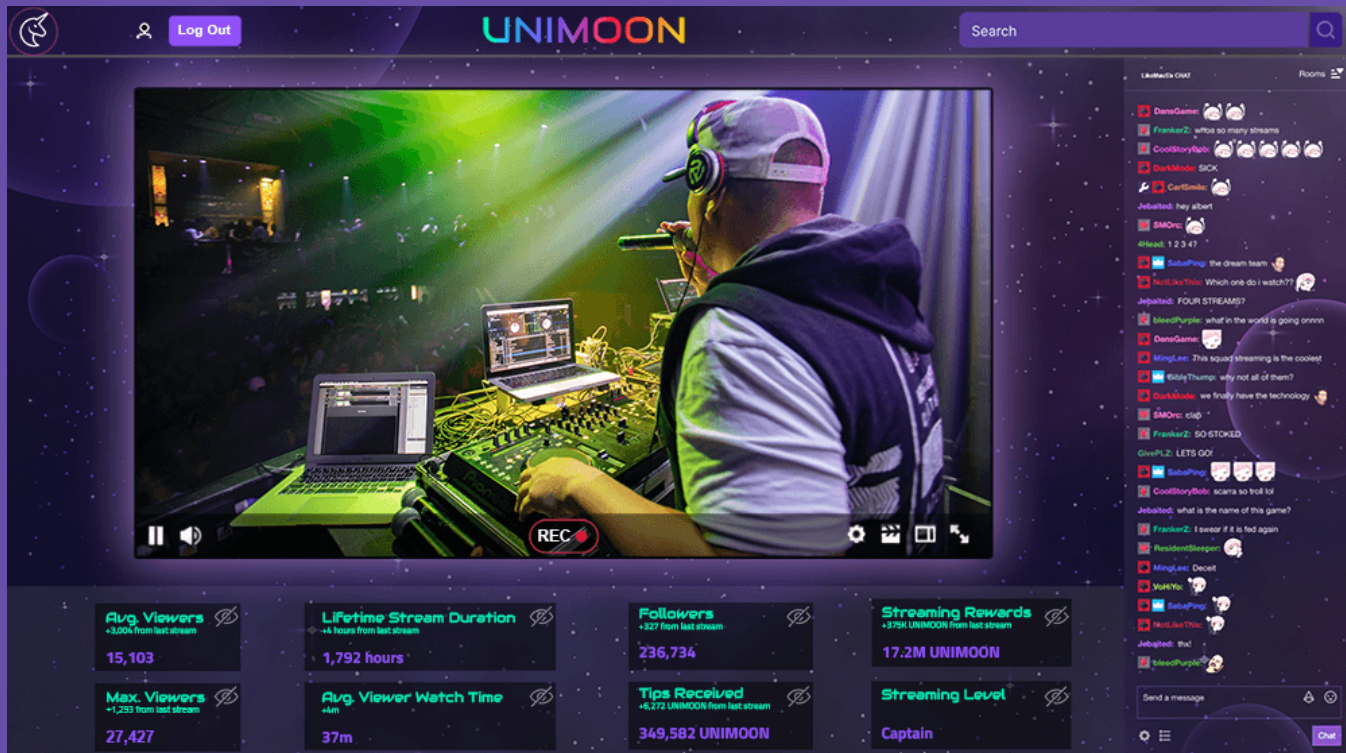 Log Out
UNIMOON
Search
LikeMau5's CHAT
Rooms
DansGame:
FrankerZ: whoa so many streams
CoolStoryBob:
DarkMode: SICK
CarlSmile:
Jebaited: hey albert
SMOrc:
4Head: 1 2 3 4?
SabaPing: the dream team
NotLikeThis: Which one do i watch??
Jebaited: FOUR STREAMS?
bleedPurple: what in the world is going onnnn
DansGame:
MingLee: This squad streaming is the coolest
BibleThump: why not all of them?
DarkMode: we finally have the technology
SMOrc: clap
FrankerZ: SO STOKED
GivePLZ: LETS GO!
SabaPing:
CoolStoryBob: scarra so troll lol
Jebaited: what is the name of this game?
FrankerZ: I swear if it is fed again
ResidentSleeper:
MingLee: Deceit
VoHiYo:
SabaPing:
NotLikeThis:
Jebaited: thx!
bleedPurple:
Send a message
Chat
REC
Avg. Viewers
+3,004 from last stream
15,103
Lifetime Stream Duration
+4 hours from last stream
1,792 hours
Followers
+327 from last stream
236,734
Streaming Rewards
+375K UNIMOON from last stream
17.2M UNIMOON
Max. Viewers
+1,293 from last stream
27,427
Avg. Viewer Watch Time
+4m
37m
Tips Received
+6,272 UNIMOON from last stream
349,582 UNIMOON
Streaming Level
Captain